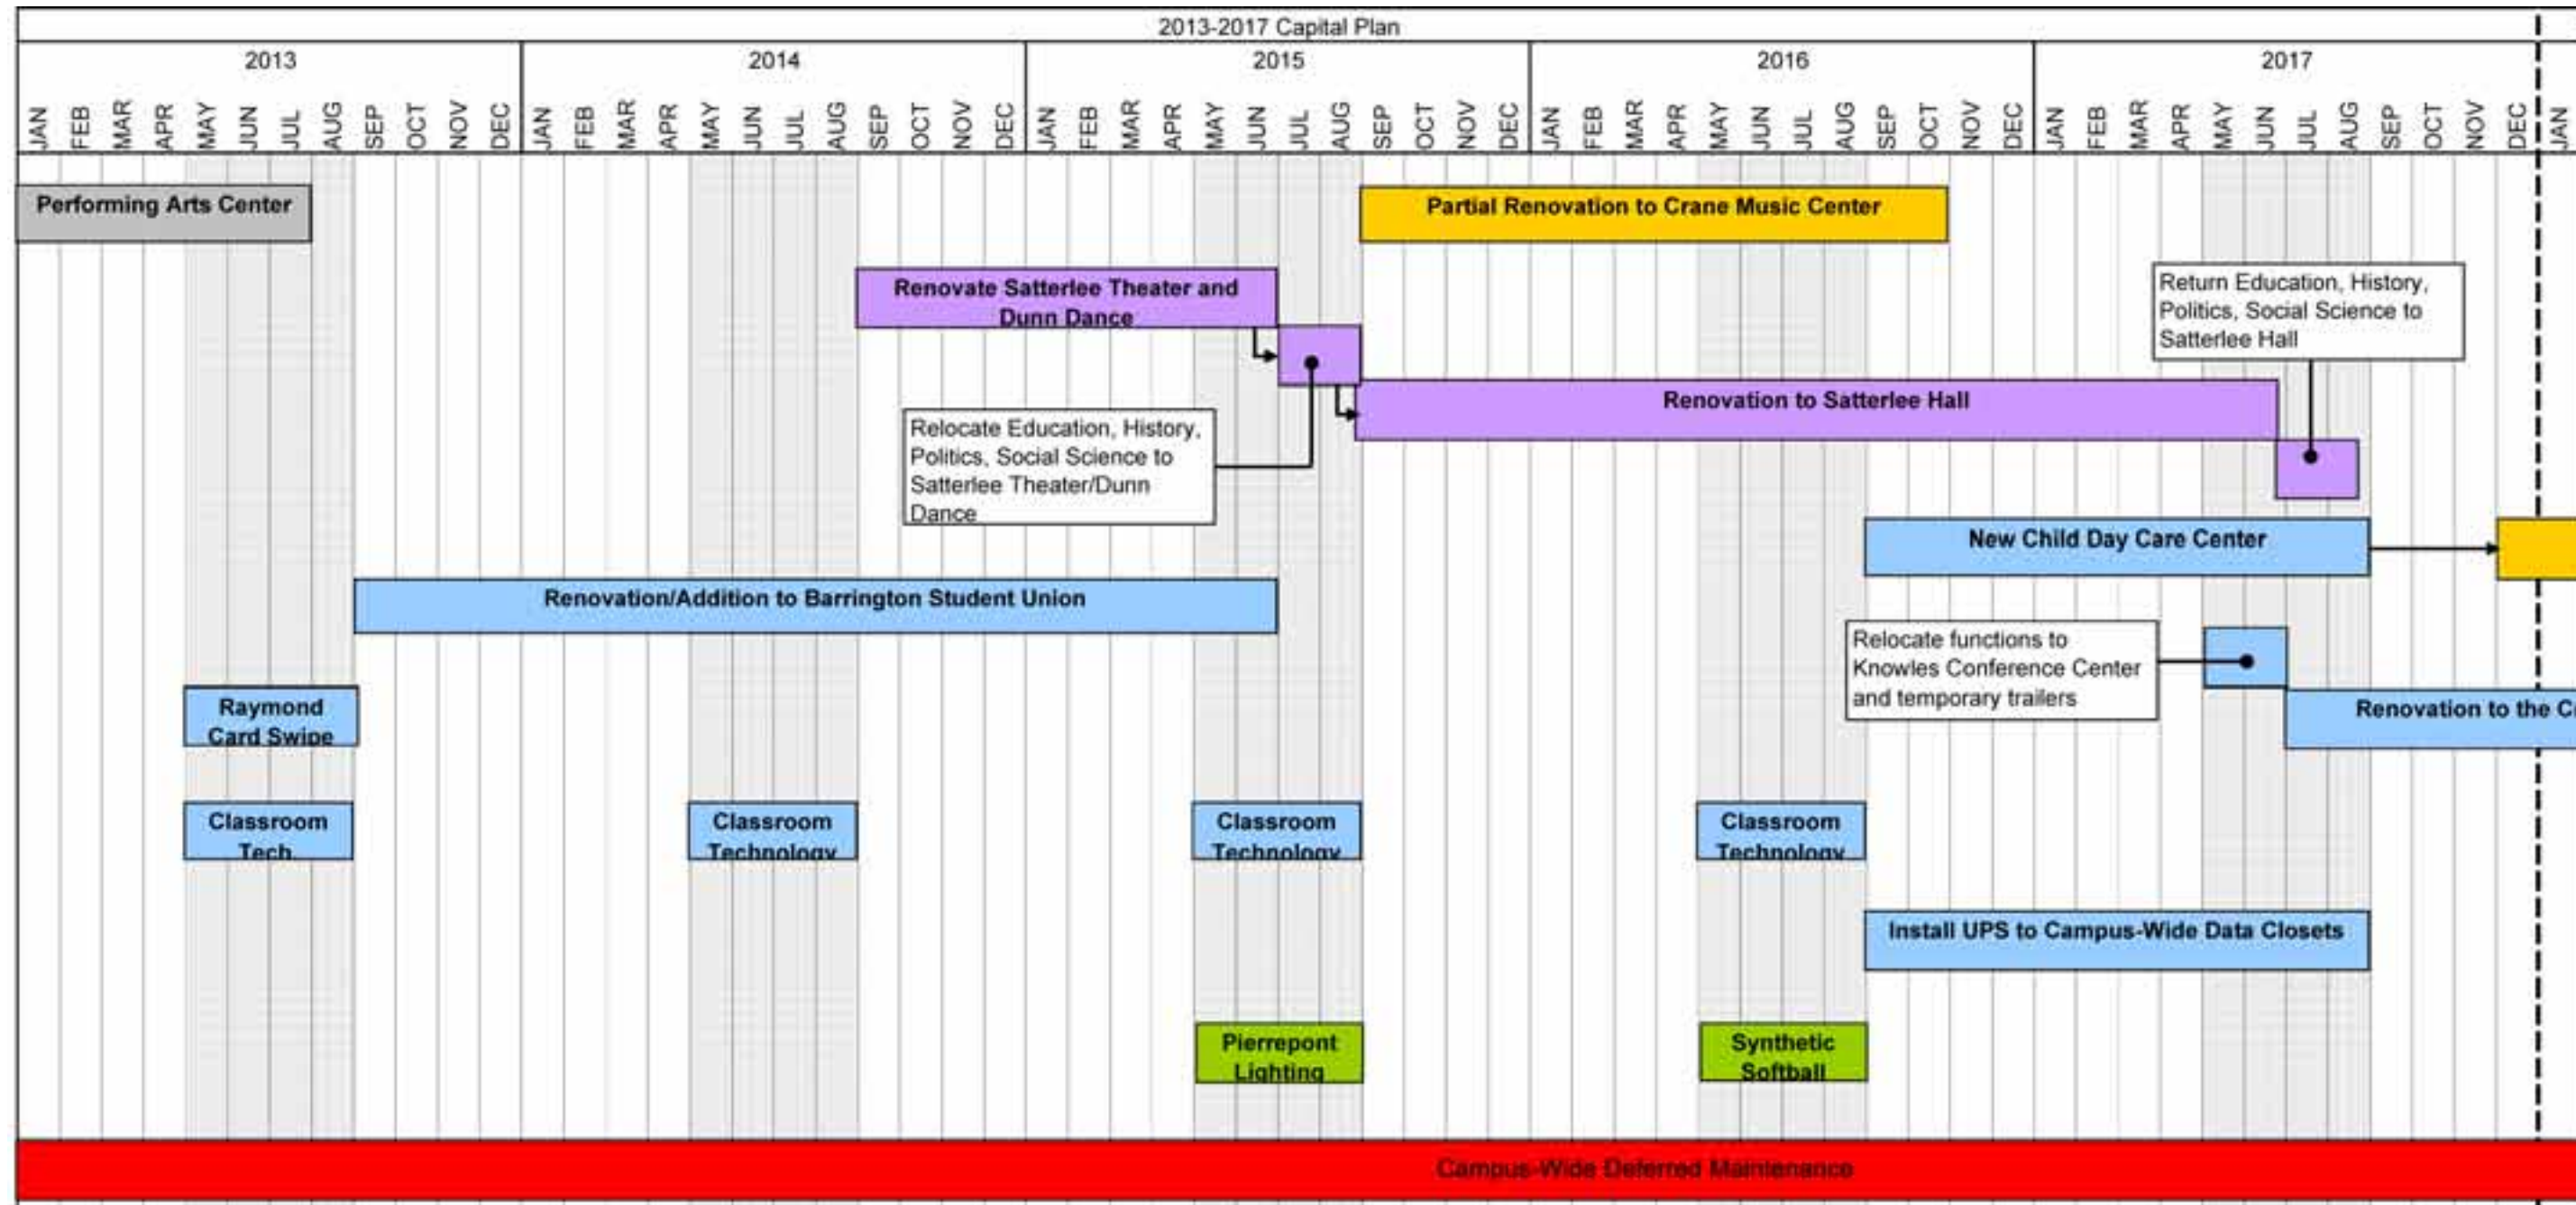 2013-2017 Capital Plan
2013 2014 2015 2016 2017
JAN FEB MAR APR MAY JUN JUL AUG SEP OCT NOV DEC JAN FEB MAR APR MAY JUN JUL AUG SEP OCT NOV DEC JAN FEB MAR APR MAY JUN JUL AUG SEP OCT NOV DEC JAN FEB MAR APR MAY JUN JUL AUG SEP OCT NOV DEC JAN FEB MAR APR MAY JUN JUL AUG SEP OCT NOV DEC JAN
Performing Arts Center
Partial Renovation to Crane Music Center
Renovate Satterlee Theater and
Dunn Dance
Return Education, History,
Politics, Social Science to
Satterlee Hall
Renovation to Satterlee Hall
Relocate Education, History,
Politics, Social Science to
Satterlee Theater/Dunn
Dance
New Child Day Care Center
Renovation/Addition to Barrington Student Union
Relocate functions to
Knowles Conference Center
and temporary trailers
Raymond
Card Swipe
Renovation to the
Classroom
Tech.
Classroom
Technology
Classroom
Technology
Classroom
Technology
Install UPS to Campus-Wide Data Closets
Pierrepont
Lighting
Synthetic
Softball
Campus-Wide Deferred Maintenance